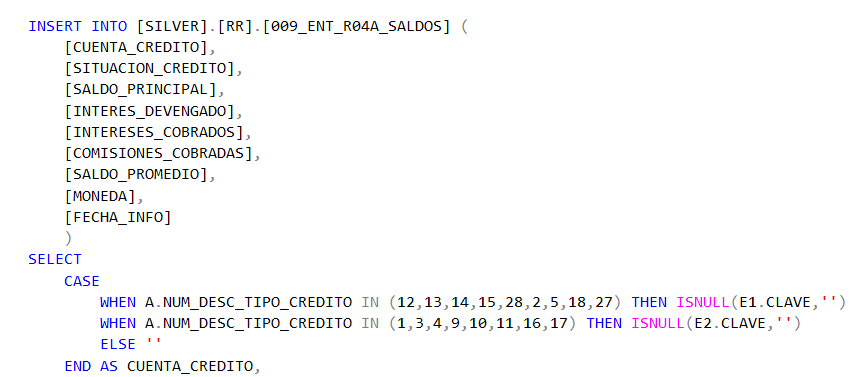 INSERT INTO [SILVER].[RR].[009_ENT_R04A_SALDOS] (
[CUENTA_CREDITO],
[SITUACION_CREDITO],
[SALDO_PRINCIPAL],
[INTERES_DEVENGADO],
[INTERESES_COBRADOS],
[COMISIONES_COBRADAS],
[SALDO_PROMEDIO],
[MONEDA],
[FECHA_INFO]
)
SELECT
CASE
WHEN A.NUM_DESC_TIPO_CREDITO IN (12,13,14,15,28,2,5,18,27) THEN ISNULL(E1.CLAVE,'')
WHEN A.NUM_DESC_TIPO_CREDITO IN (1,3,4,9,10,11,16,17) THEN ISNULL(E2.CLAVE,'')
ELSE ''
END AS CUENTA_CREDITO,